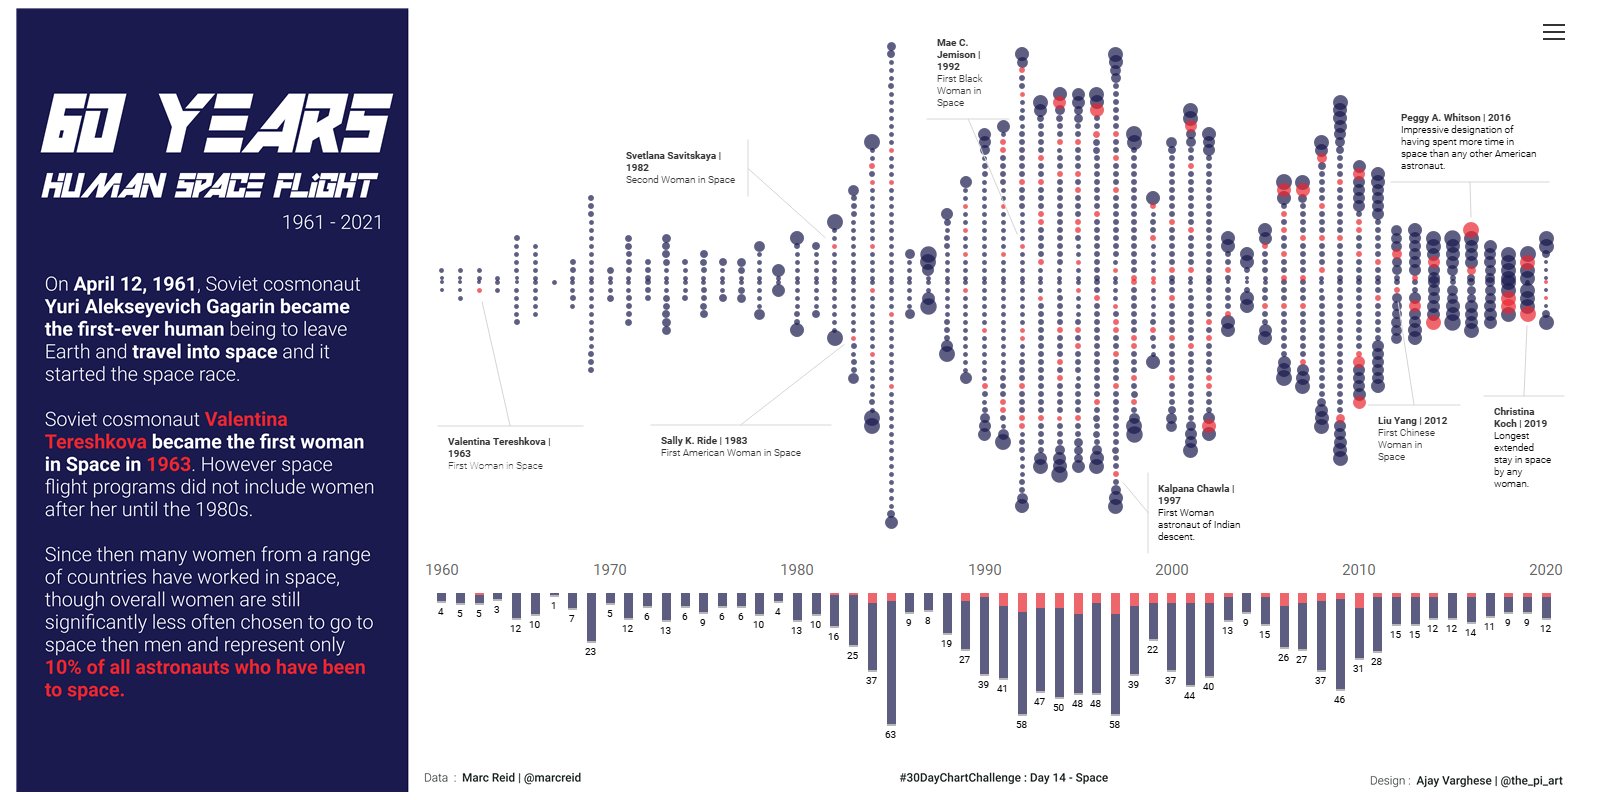 60 YEARS
HUMAN SPACE FLIGHT
1961 - 2021
On April 12, 1961, Soviet cosmonaut
Yuri Alekseyevich Gagarin became
the first-ever human being to leave
Earth and travel into space and it
started the space race.
Soviet cosmonaut Valentina
Tereshkova became the first woman
in Space in 1963. However space
flight programs did not include women
after her until the 1980s.
Since then many women from a range
of countries have worked in space,
though overall women are still
significantly less often chosen to go to
space then men and represent only
10% of all astronauts who have been
to space.
Mae C.
Jemison |
1992
First Black
Woman in
Space
Svetlana Savitskaya |
1982
Second Woman in Space
Peggy A. Whitson | 2016
Impressive designation of
having spent more time in
space than any other American
astronaut.
Valentina Tereshkova |
1963
First Woman in Space
Sally K. Ride | 1983
First American Woman in Space
Kalpana Chawla |
1997
First Woman
astronaut of Indian
descent.
Liu Yang | 2012
First Chinese
Woman in
Space
Christina
Koch | 2019
Longest
extended
stay in space
by any
woman.
1960 1970 1980 1990 2000 2010 2020
4 5 5 3 12 10 1 7 23 5 12 6 13 6 9 6 6 10 4 13 10 16 25 37 63 9 8 19 27 39 41 58 47 50 48 48 58 39 22 37 44 40 13 9 15 26 27 37 46 31 28 15 15 12 12 14 11 9 9 12
Data : Marc Reid | @marcreid
#30DayChartChallenge : Day 14 - Space
Design : Ajay Varghese | @the_pi_art